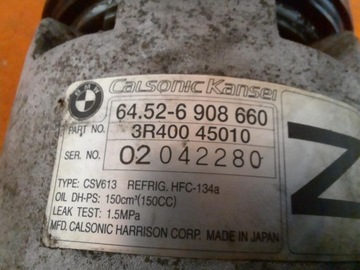 BMW
Calsonic Kansei
64.52-6 908 660
PART NO. 3R400 45010
SER. NO. 02 042280
TYPE: CSV613 REFRIG. HFC-134a
OIL DH-PS: 150cm³(150CC)
LEAK TEST: 1.5MPa
MFD. CALSONIC HARRISON CORP. MADE IN JAPAN
Z